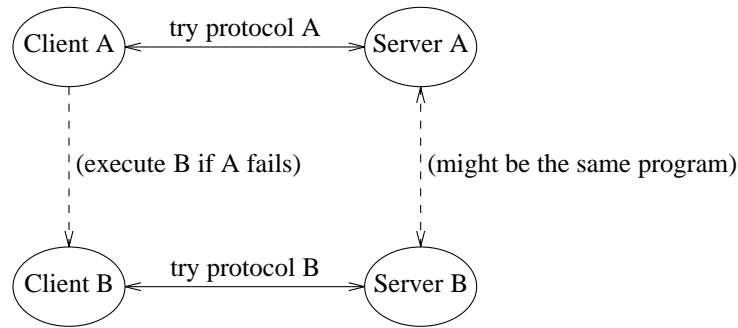 Client A
try protocol A
Server A
(execute B if A fails)
(might be the same program)
Client B
try protocol B
Server B